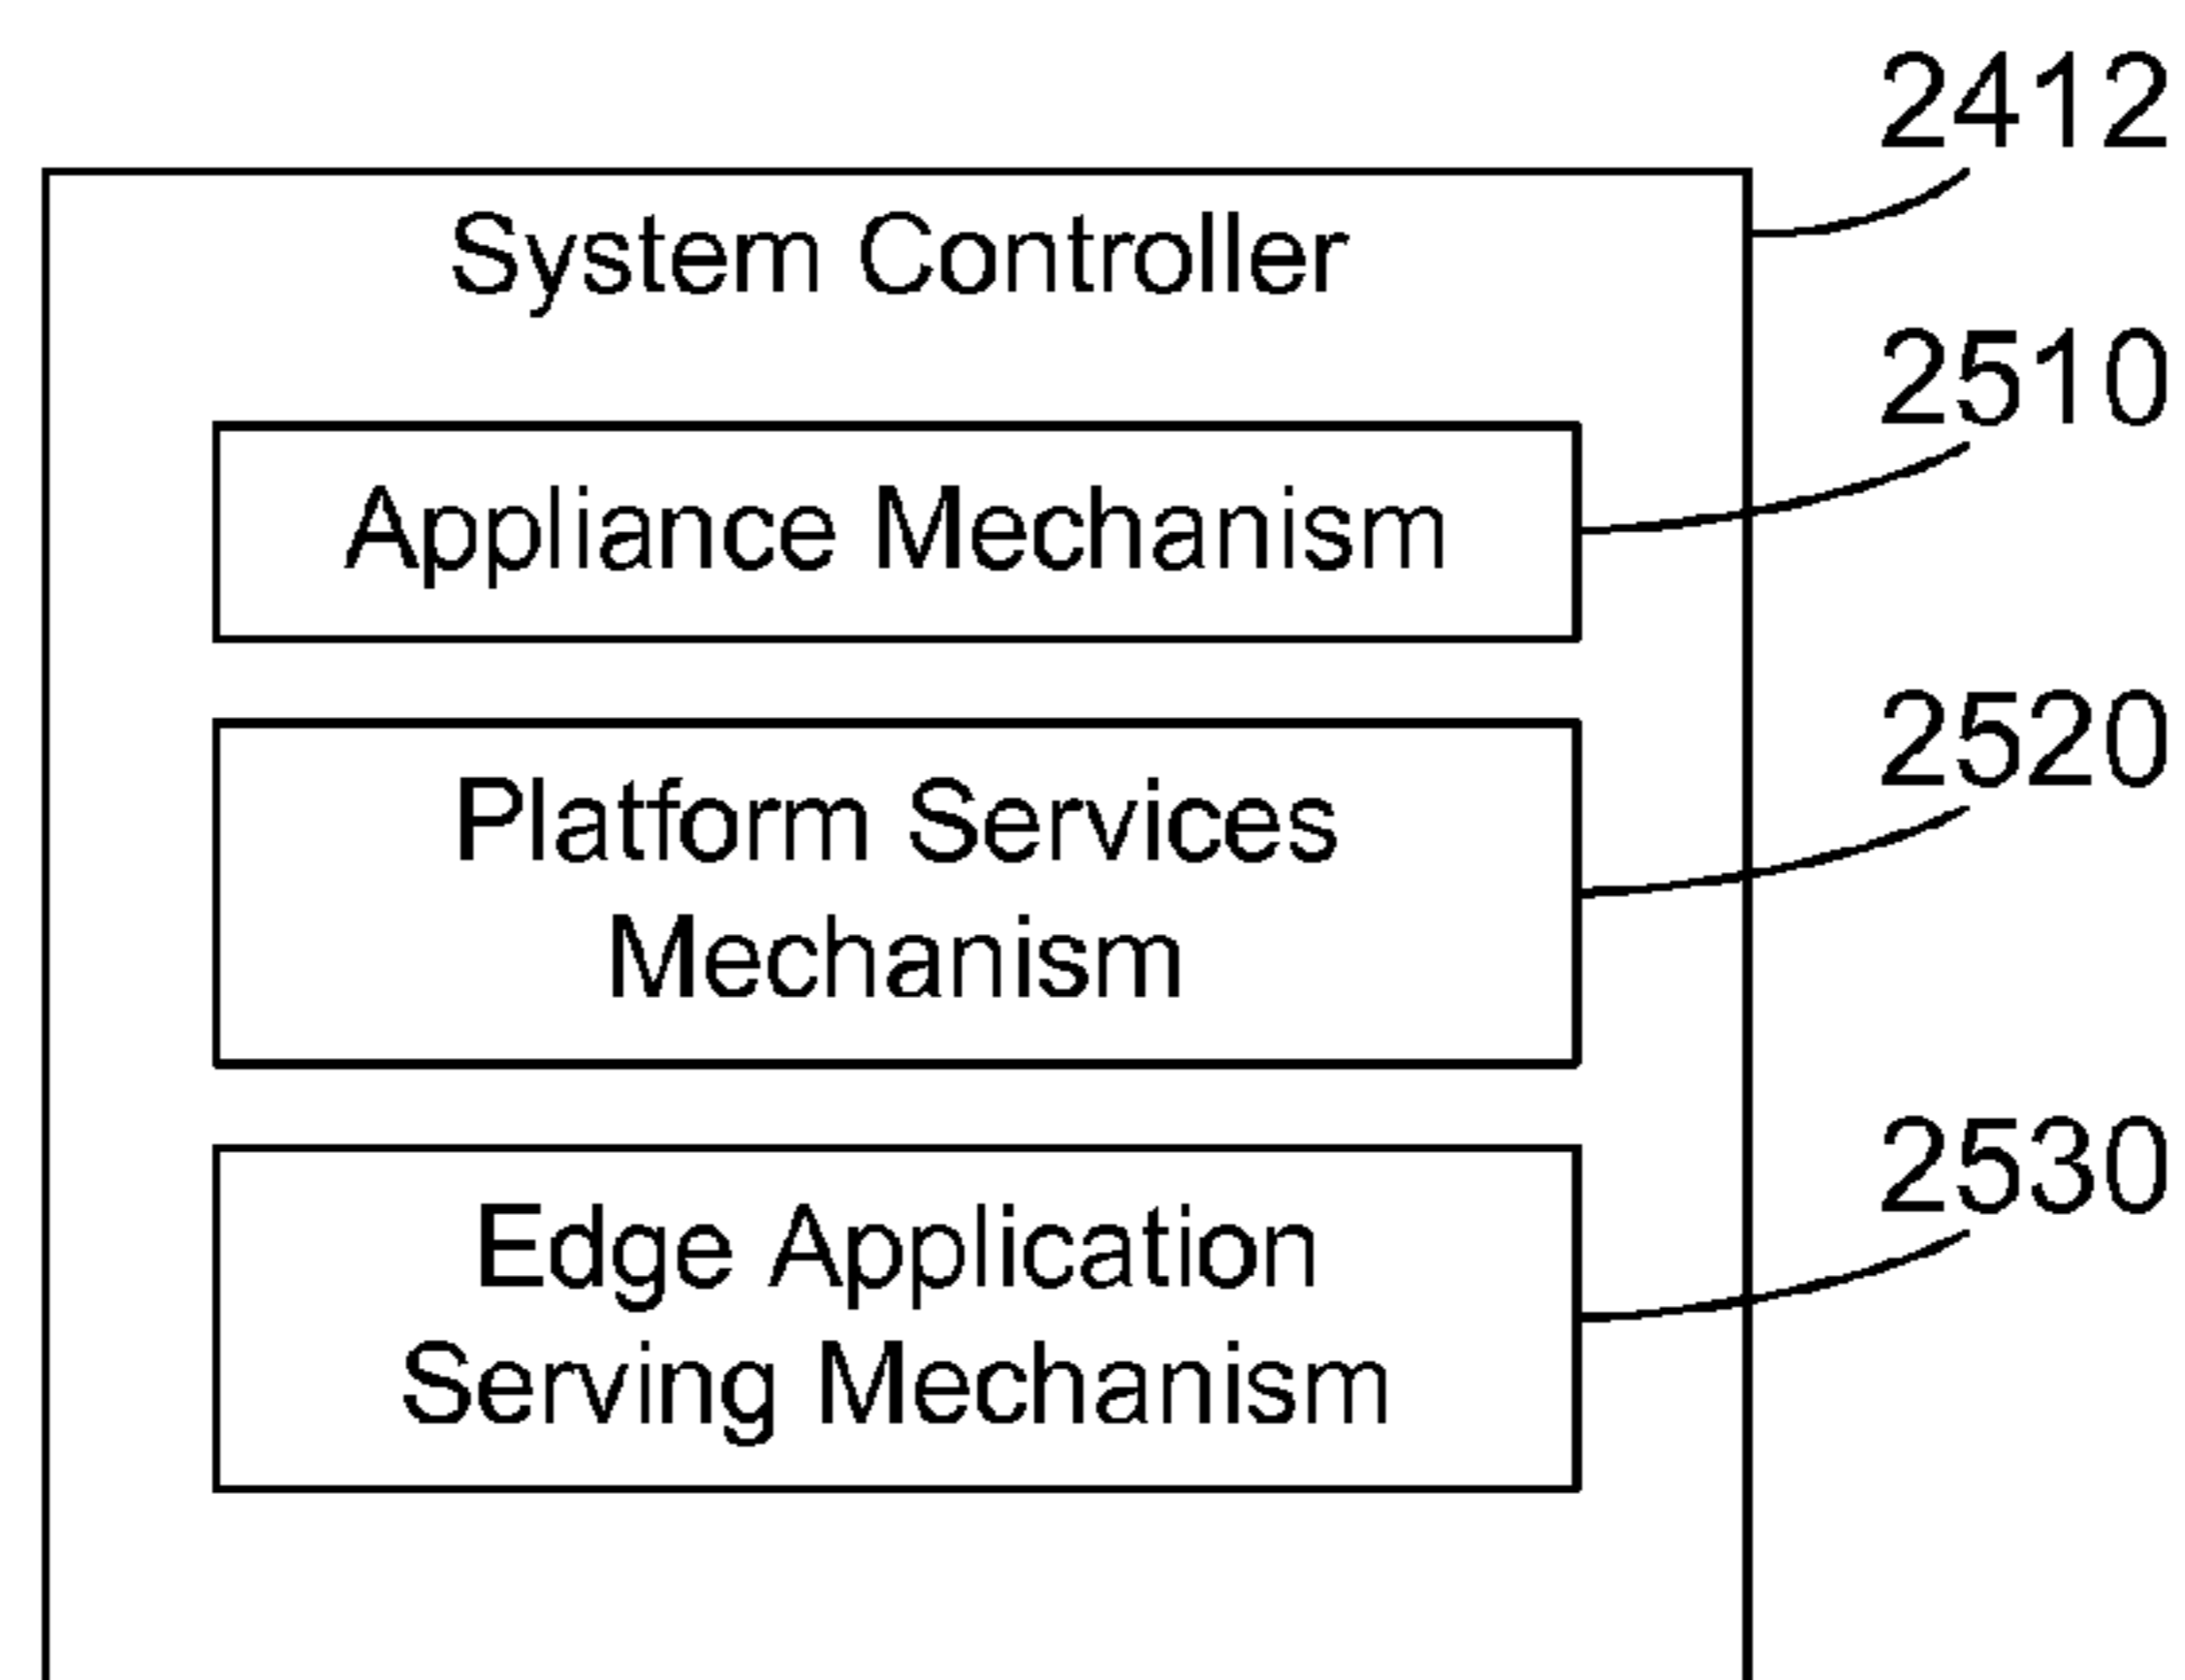 2412
System Controller
2510
Appliance Mechanism
2520
Platform Services
Mechanism
2530
Edge Application
Serving Mechanism